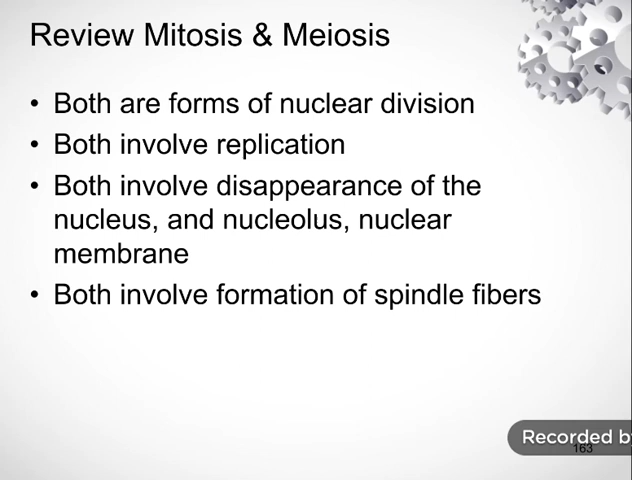 Review Mitosis & Meiosis
• Both are forms of nuclear division
• Both involve replication
• Both involve disappearance of the
nucleus, and nucleolus, nuclear
membrane
• Both involve formation of spindle fibers
Recorded by
163